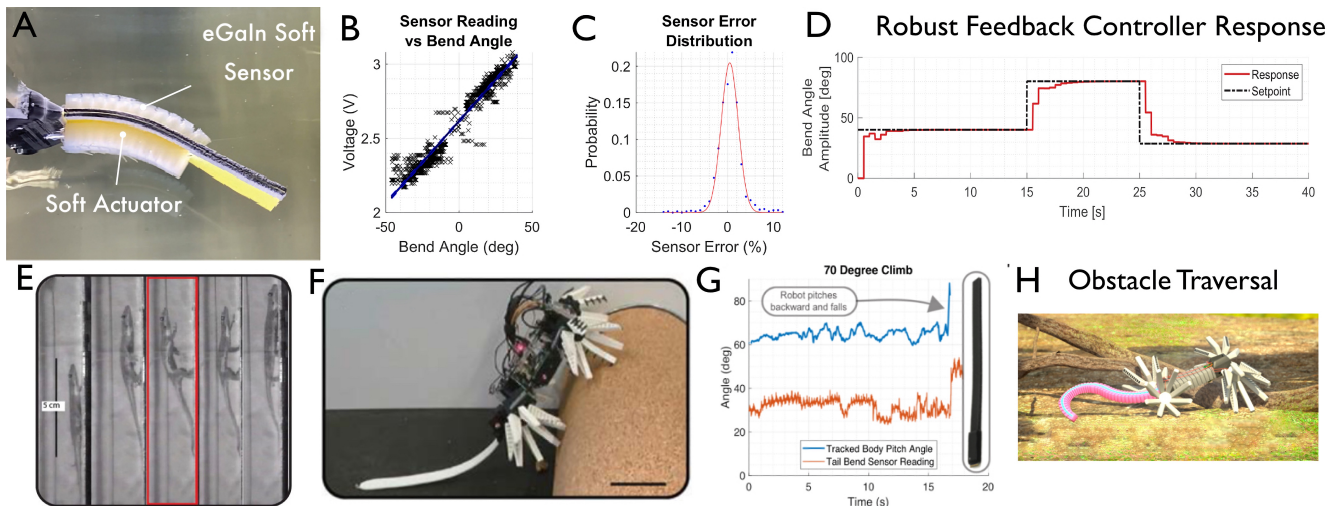 A
eGaIn Soft
Sensor
Soft Actuator
B
Sensor Reading
vs Bend Angle
Voltage (V)
3
2.5
2
-50
0
50
Bend Angle (deg)
C
Sensor Error
Distribution
Probability
0.2
0.15
0.1
0.05
0
-20
-10
0
10
Sensor Error (%)
D
Robust Feedback Controller Response
Bend Angle
Amplitude [deg]
100
50
0
Response
Setpoint
0
5
10
15
20
25
30
35
40
Time [s]
E
5 cm
F
G
70 Degree Climb
Robot pitches
backward and falls
Angle (deg)
80
60
40
20
0
Tracked Body Pitch Angle
Tail Bend Sensor Reading
0
4
8
12
16
20
Time (s)
H
Obstacle Traversal